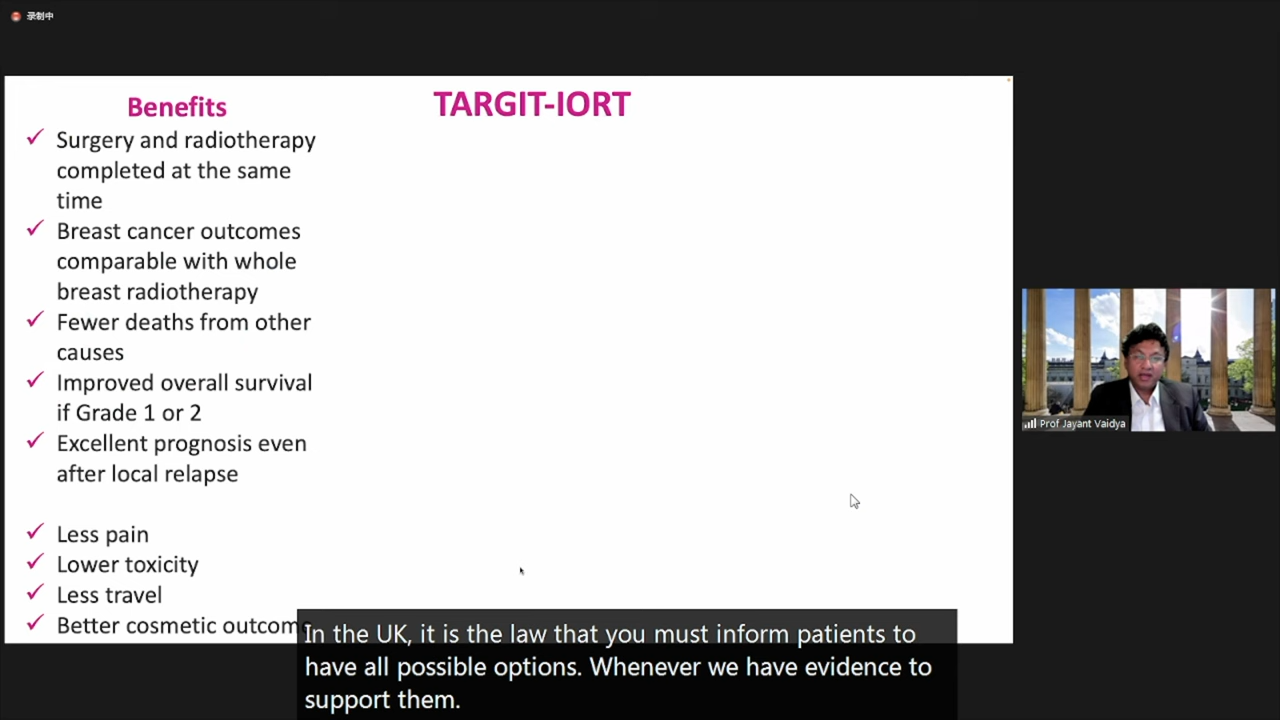 录制中
Benefits
TARGIT-IORT
✓ Surgery and radiotherapy
completed at the same
time
✓ Breast cancer outcomes
comparable with whole
breast radiotherapy
✓ Fewer deaths from other
causes
✓ Improved overall survival
if Grade 1 or 2
✓ Excellent prognosis even
after local relapse
✓ Less pain
✓ Lower toxicity
✓ Less travel
✓ Better cosmetic outcome
Prof Jayant Vaidya
In the UK, it is the law that you must inform patients to
have all possible options. Whenever we have evidence to
support them.